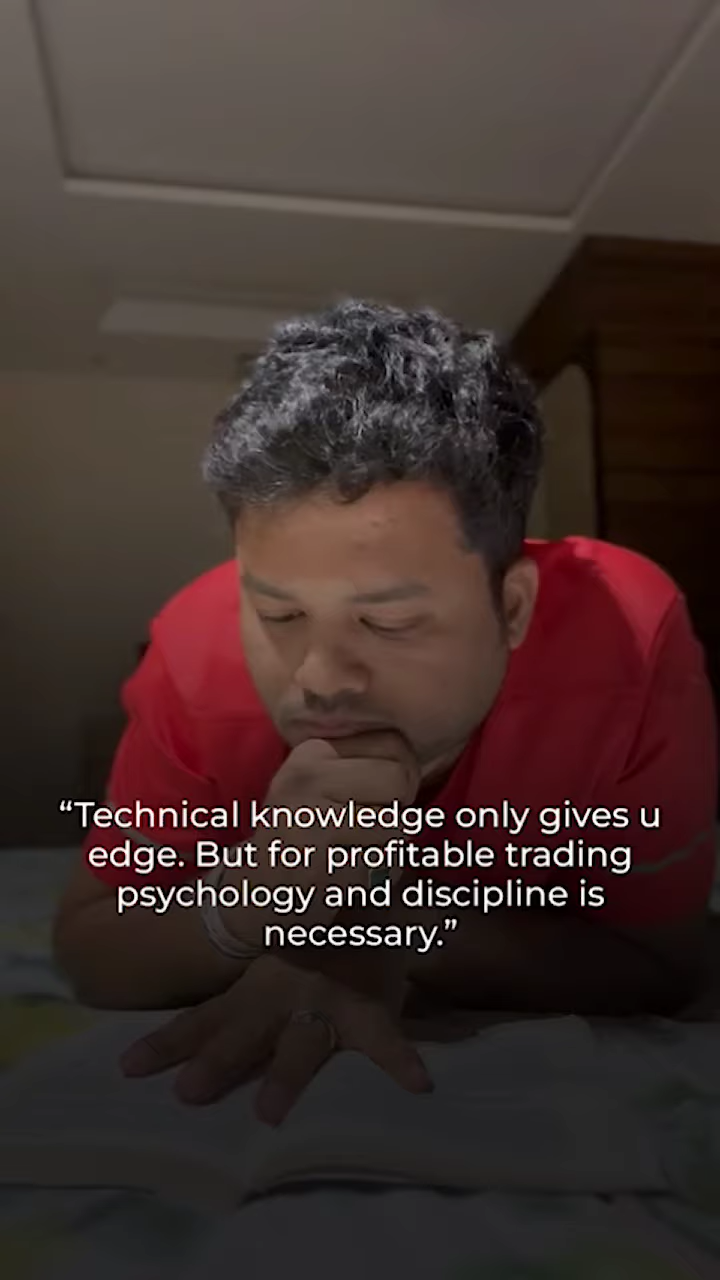 “Technical knowledge only gives u
edge. But for profitable trading
psychology and discipline is
necessary.”